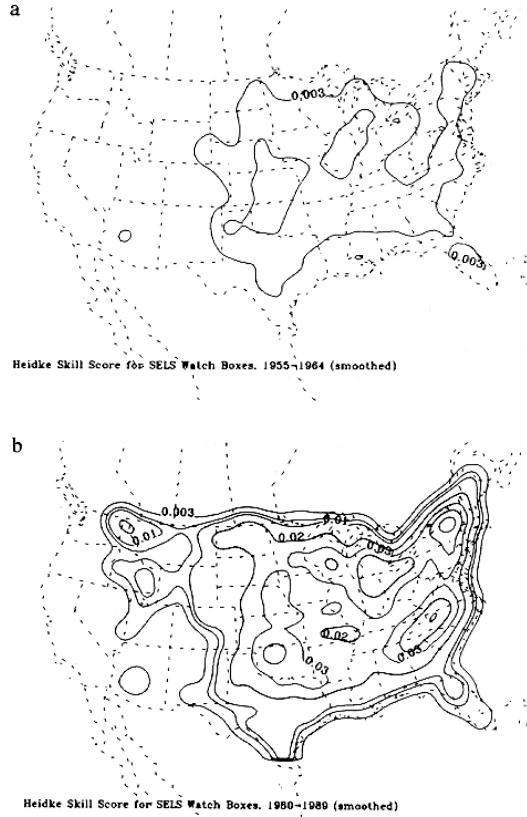 a
0.003
0.003
Heidke Skill Score for SELS Watch Boxes. 1955-1964 (smoothed)
b
0.003
0.01
0.01
0.02
0.03
0.02
0.03
0.03
Heidke Skill Score for SELS Watch Boxes. 1980-1989 (smoothed)